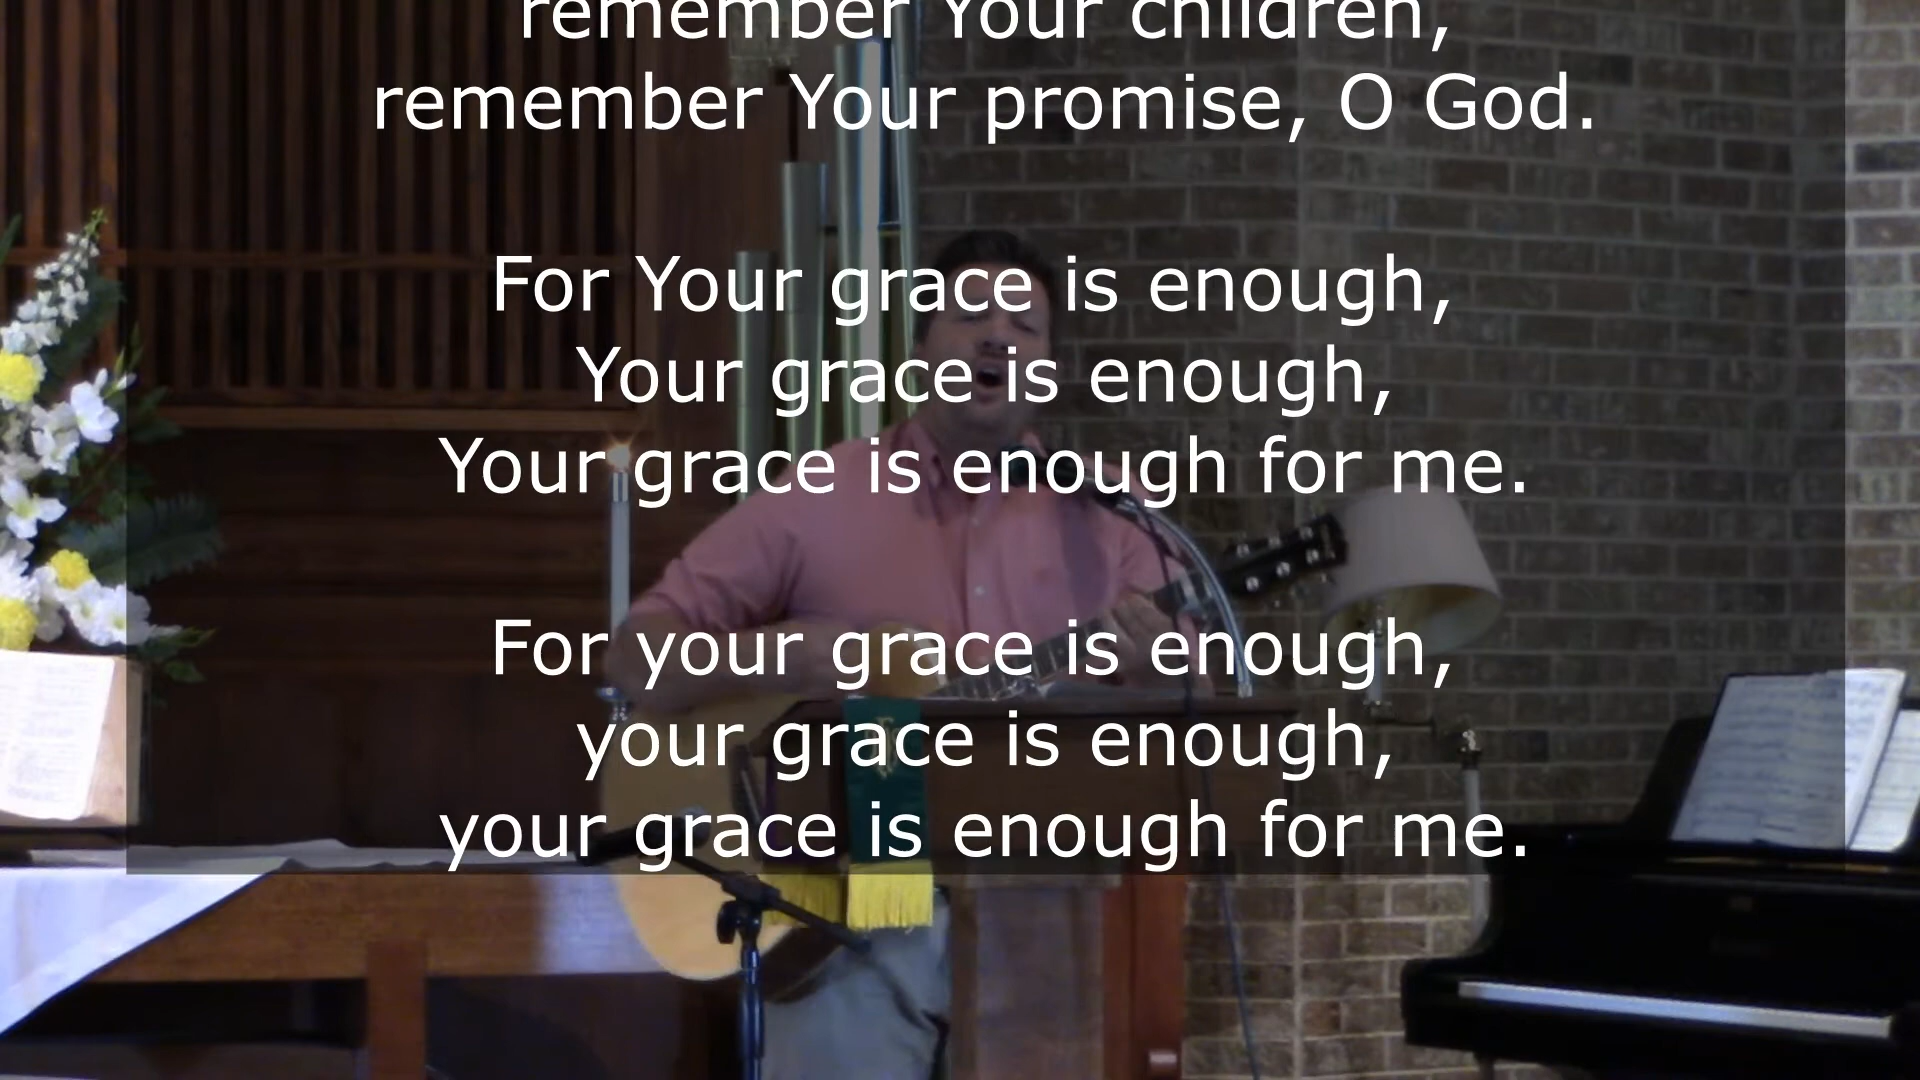 remember Your children,
remember Your promise, O God.
For Your grace is enough,
Your grace is enough,
Your grace is enough for me.
For your grace is enough,
your grace is enough,
your grace is enough for me.